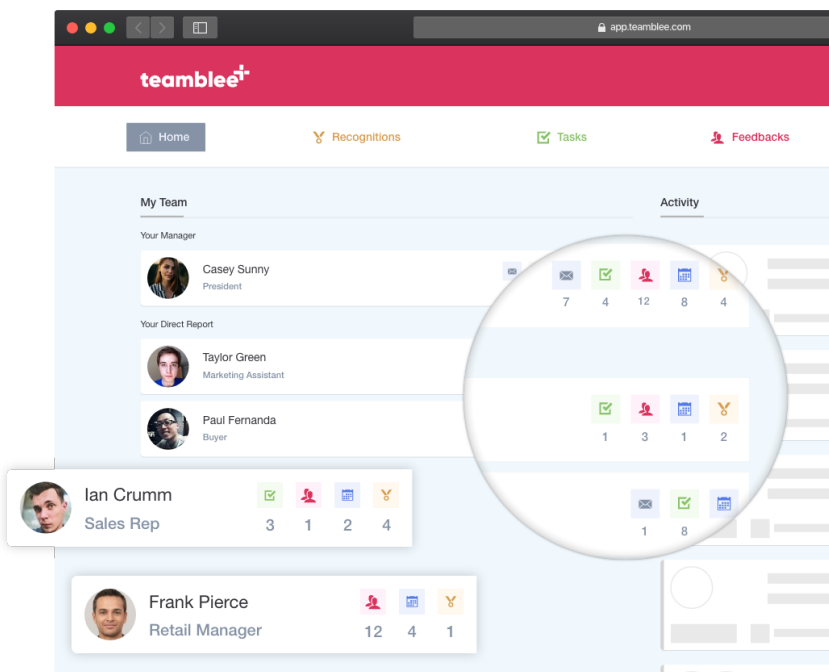 app.teamblee.com
teamblee
Home
Recognitions
Tasks
Feedbacks
My Team
Activity
Your Manager
Casey Sunny
President
7 4 12 8 4
Your Direct Report
Taylor Green
Marketing Assistant
1 3 1 2
Paul Fernanda
Buyer
1 8
Ian Crumm
Sales Rep
3 1 2 4
Frank Pierce
Retail Manager
12 4 1